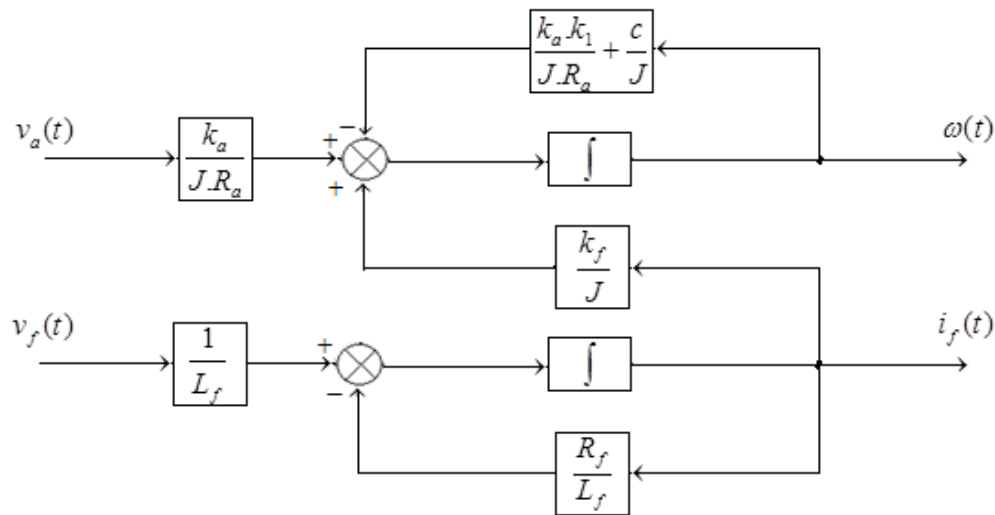 k_a.k_1 / J.R_a + c / J
−
v_a(t)
k_a / J.R_a
+
+
∫
ω(t)
k_f / J
v_f(t)
1 / L_f
+
−
∫
i_f(t)
R_f / L_f